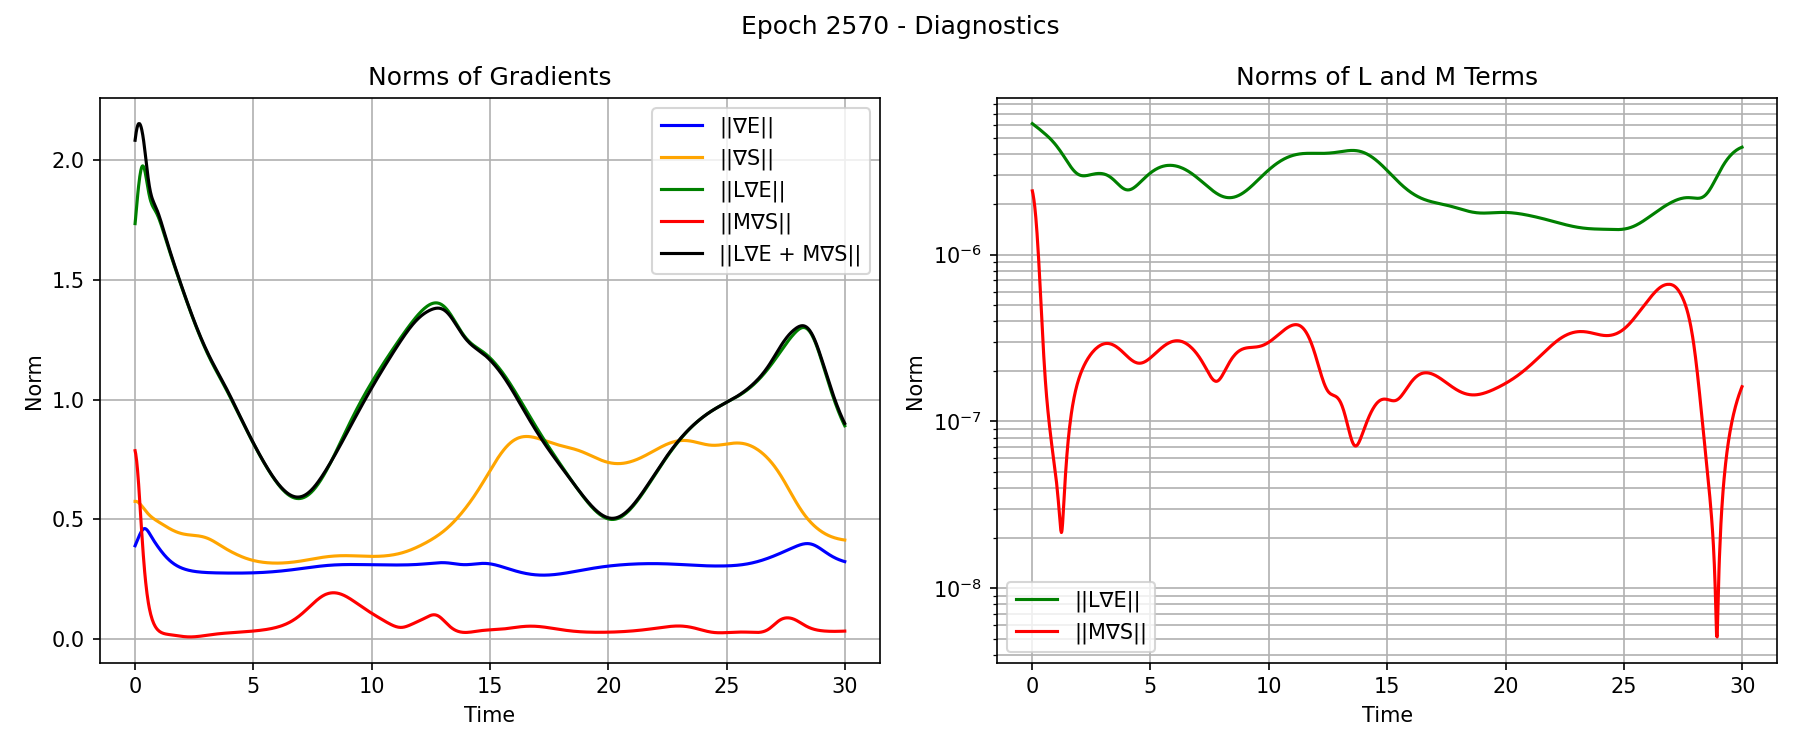 Epoch 2570 - Diagnostics
Norms of Gradients
Norm
2.0
1.5
1.0
0.5
0.0
||∇E||
||∇S||
||L∇E||
||M∇S||
||L∇E + M∇S||
0 5 10 15 20 25 30
Time
Norms of L and M Terms
Norm
10⁻⁶
10⁻⁷
10⁻⁸
||L∇E||
||M∇S||
0 5 10 15 20 25 30
Time